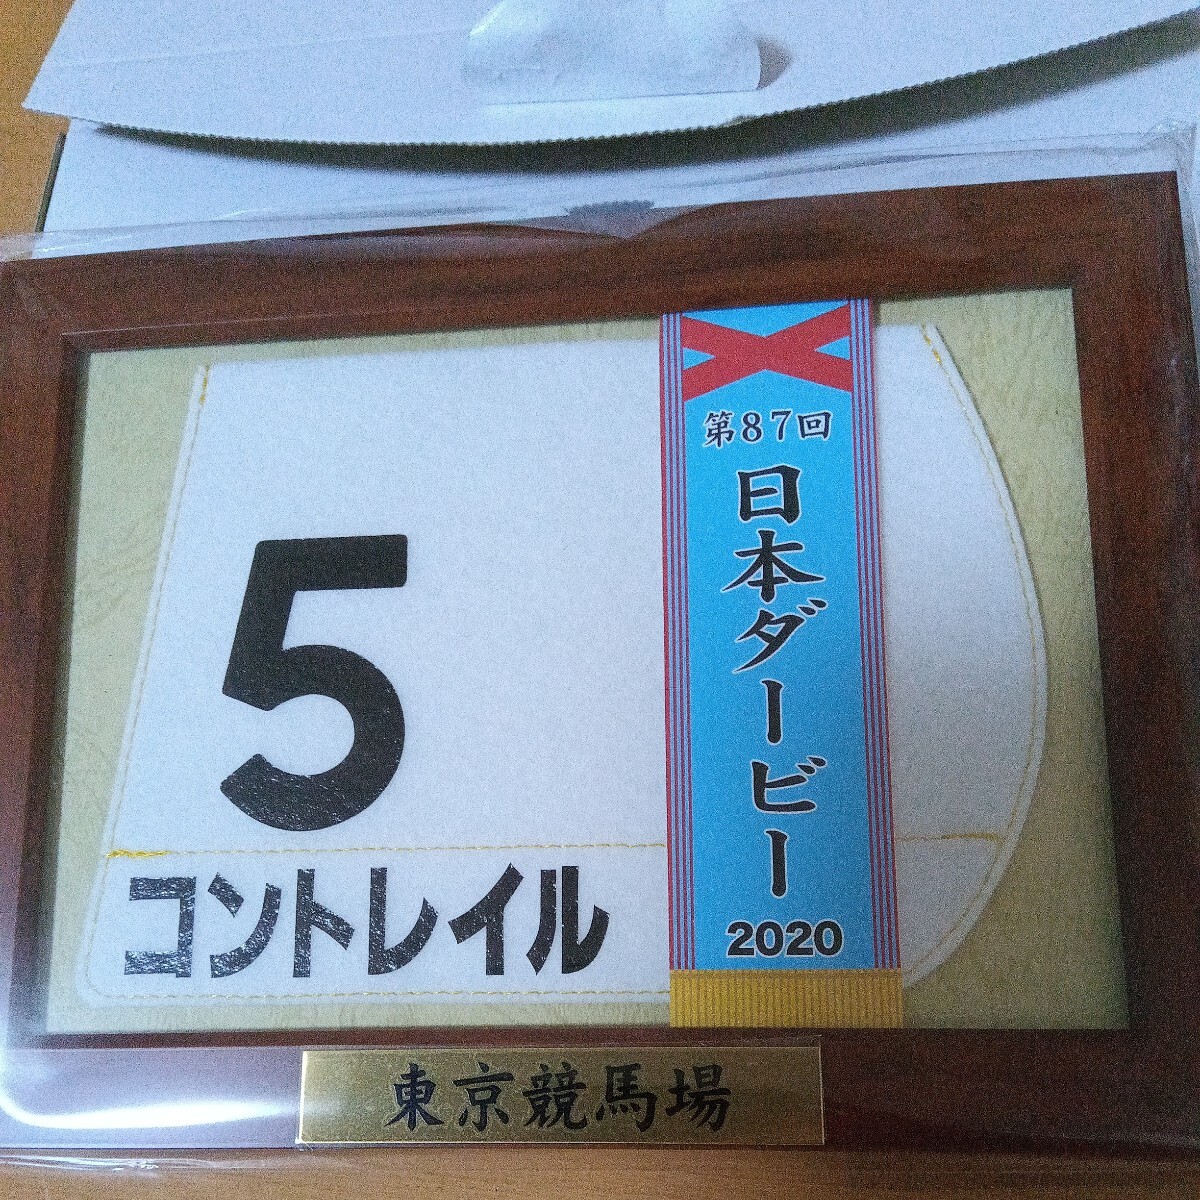 第87回
日本ダービー
2020
5
コントレイル
東京競馬場